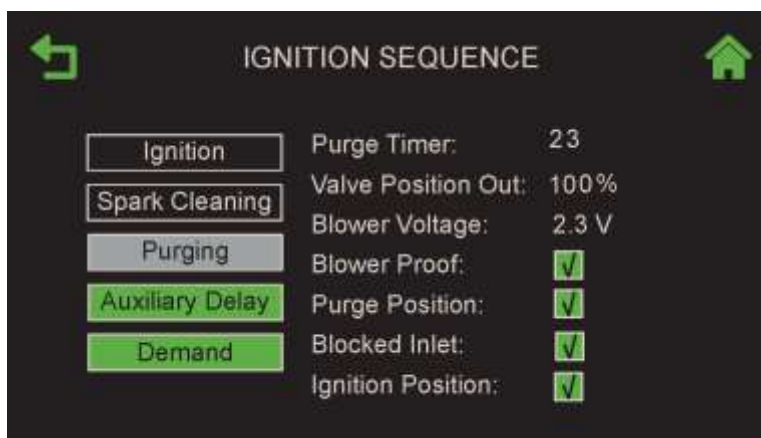 IGNITION SEQUENCE
Ignition
Spark Cleaning
Purging
Auxiliary Delay
Demand
Purge Timer: 23
Valve Position Out: 100%
Blower Voltage: 2.3 V
Blower Proof: √
Purge Position: √
Blocked Inlet: √
Ignition Position: √